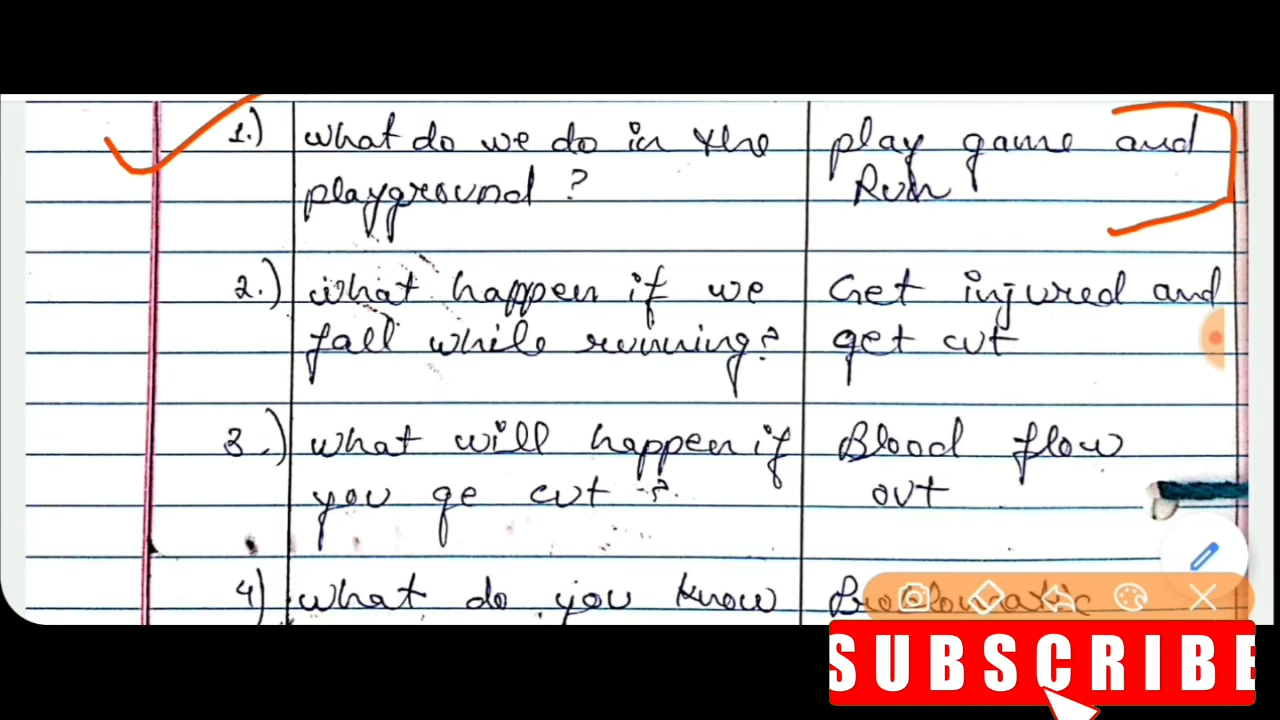 1.) What do we do in the play game and
playground ? Run
2.) What happen if we Get injured and
fall while running? get cut
3.) What will happen if Blood flow
you ge cut ? out
4) What do you know Problematic
SUBSCRIBE